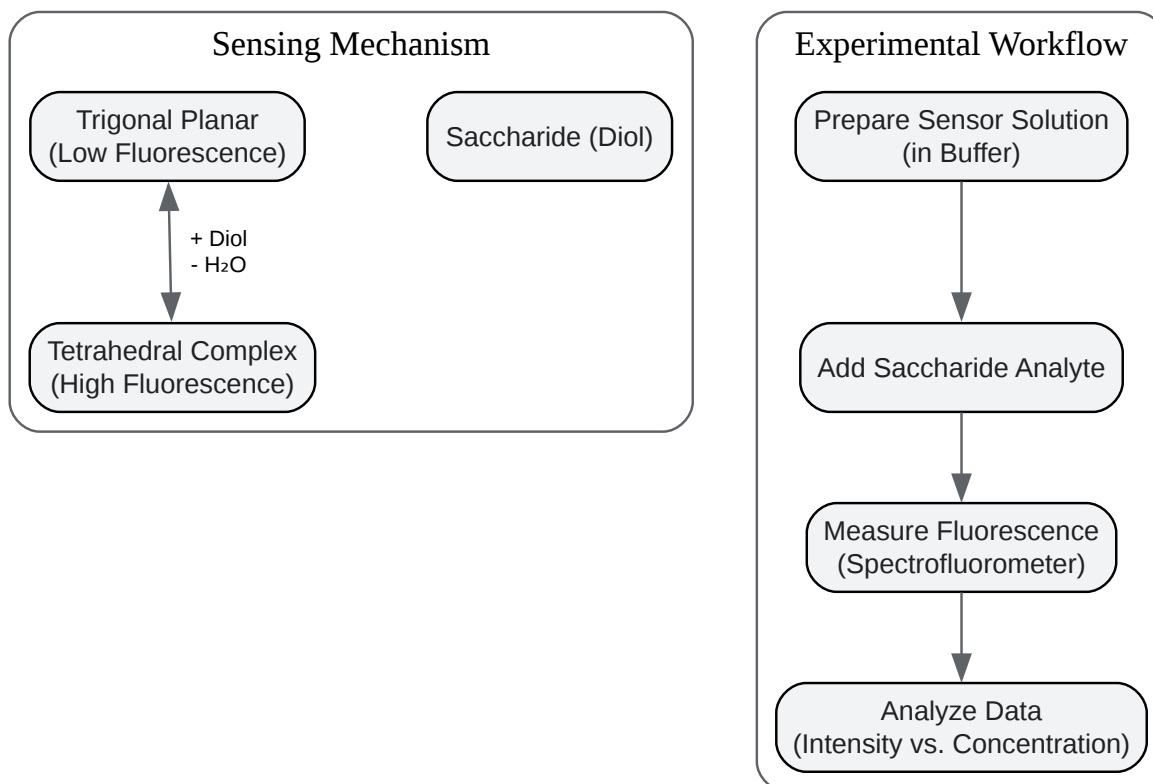 Sensing Mechanism
Trigonal Planar
(Low Fluorescence)
Saccharide (Diol)
+ Diol
- H₂O
Tetrahedral Complex
(High Fluorescence)
Experimental Workflow
Prepare Sensor Solution
(in Buffer)
Add Saccharide Analyte
Measure Fluorescence
(Spectrofluorometer)
Analyze Data
(Intensity vs. Concentration)